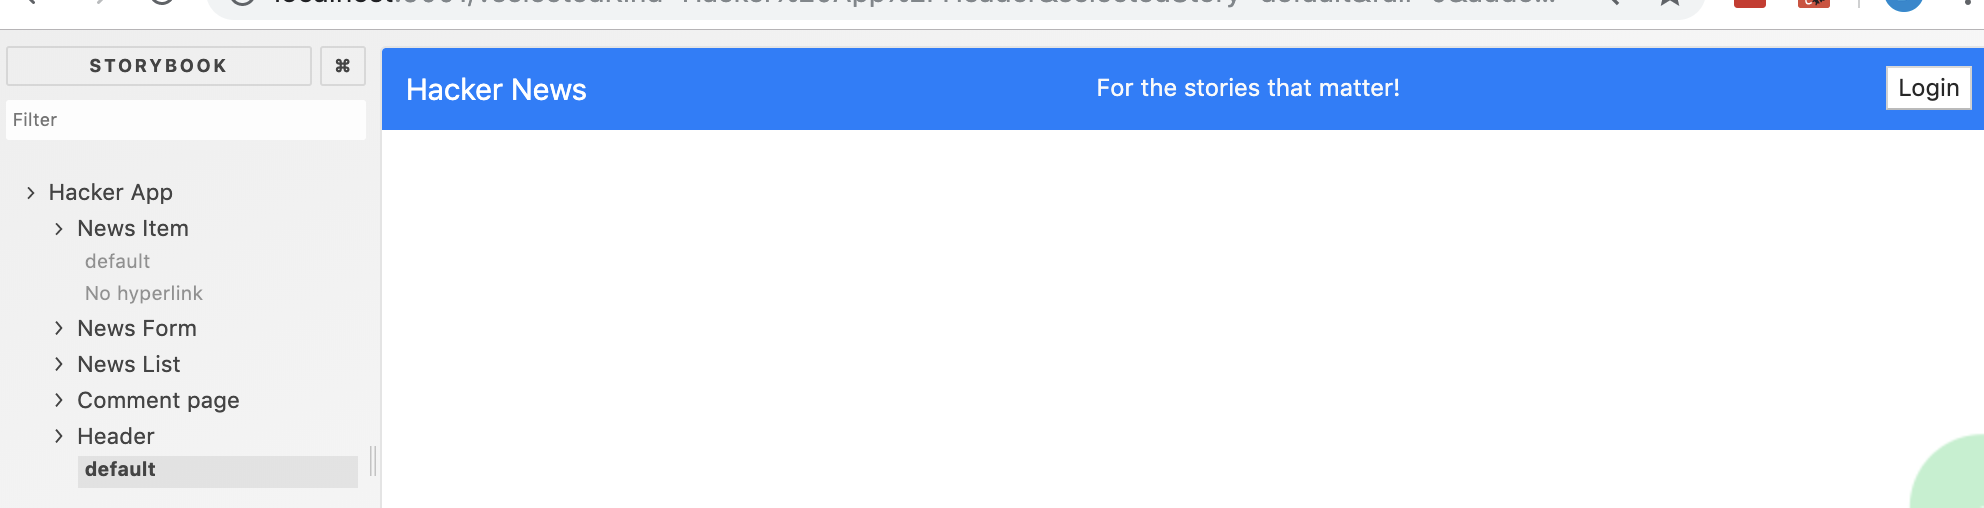 STORYBOOK ⌘
Filter
Hacker App
News Item
default
No hyperlink
News Form
News List
Comment page
Header
default
Hacker News
For the stories that matter!
Login